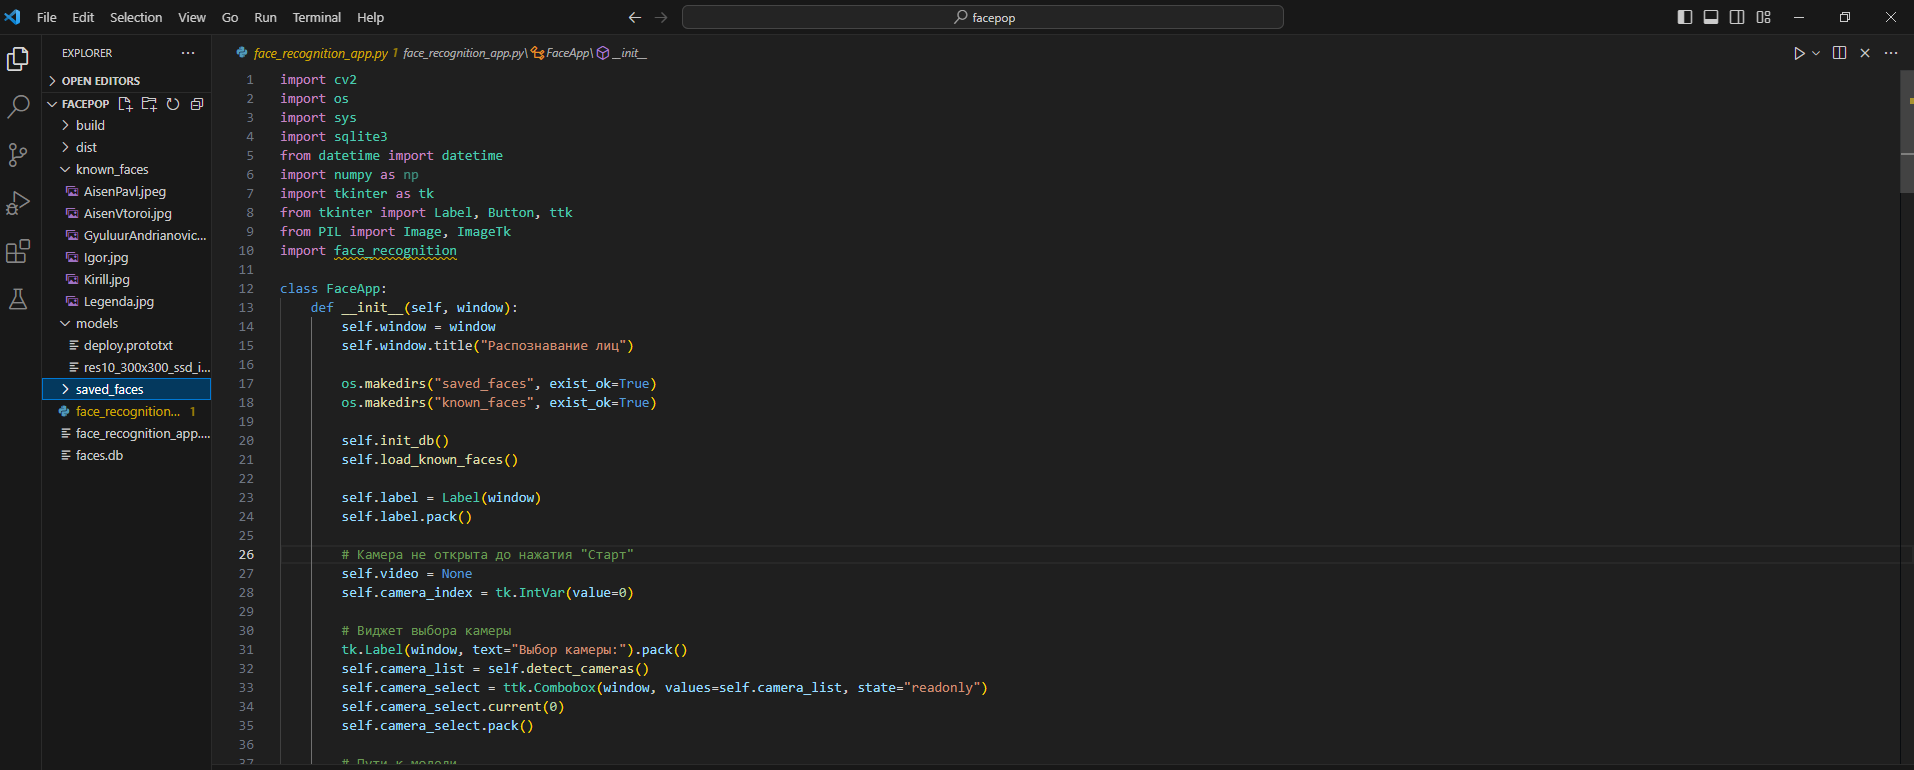 File Edit Selection View Go Run Terminal Help
facepop
EXPLORER
OPEN EDITORS
FACEPOP
build
dist
known_faces
AisenPavl.jpeg
AisenVtoroi.jpg
GyuluurAndrianovic...
Igor.jpg
Kirill.jpg
Legenda.jpg
models
deploy.prototxt
res10_300x300_ssd_i...
saved_faces
face_recognition... 1
face_recognition_app....
faces.db
face_recognition_app.py 1 face_recognition_app.py\FaceApp\__init__
1 import cv2
2 import os
3 import sys
4 import sqlite3
5 from datetime import datetime
6 import numpy as np
7 import tkinter as tk
8 from tkinter import Label, Button, ttk
9 from PIL import Image, ImageTk
10 import face_recognition
11
12 class FaceApp:
13 def __init__(self, window):
14 self.window = window
15 self.window.title("Распознавание лиц")
16
17 os.makedirs("saved_faces", exist_ok=True)
18 os.makedirs("known_faces", exist_ok=True)
19
20 self.init_db()
21 self.load_known_faces()
22
23 self.label = Label(window)
24 self.label.pack()
25
26 # Камера не открыта до нажатия "Старт"
27 self.video = None
28 self.camera_index = tk.IntVar(value=0)
29
30 # Виджет выбора камеры
31 tk.Label(window, text="Выбор камеры:").pack()
32 self.camera_list = self.detect_cameras()
33 self.camera_select = ttk.Combobox(window, values=self.camera_list, state="readonly")
34 self.camera_select.current(0)
35 self.camera_select.pack()
36
37 # Пути к модели